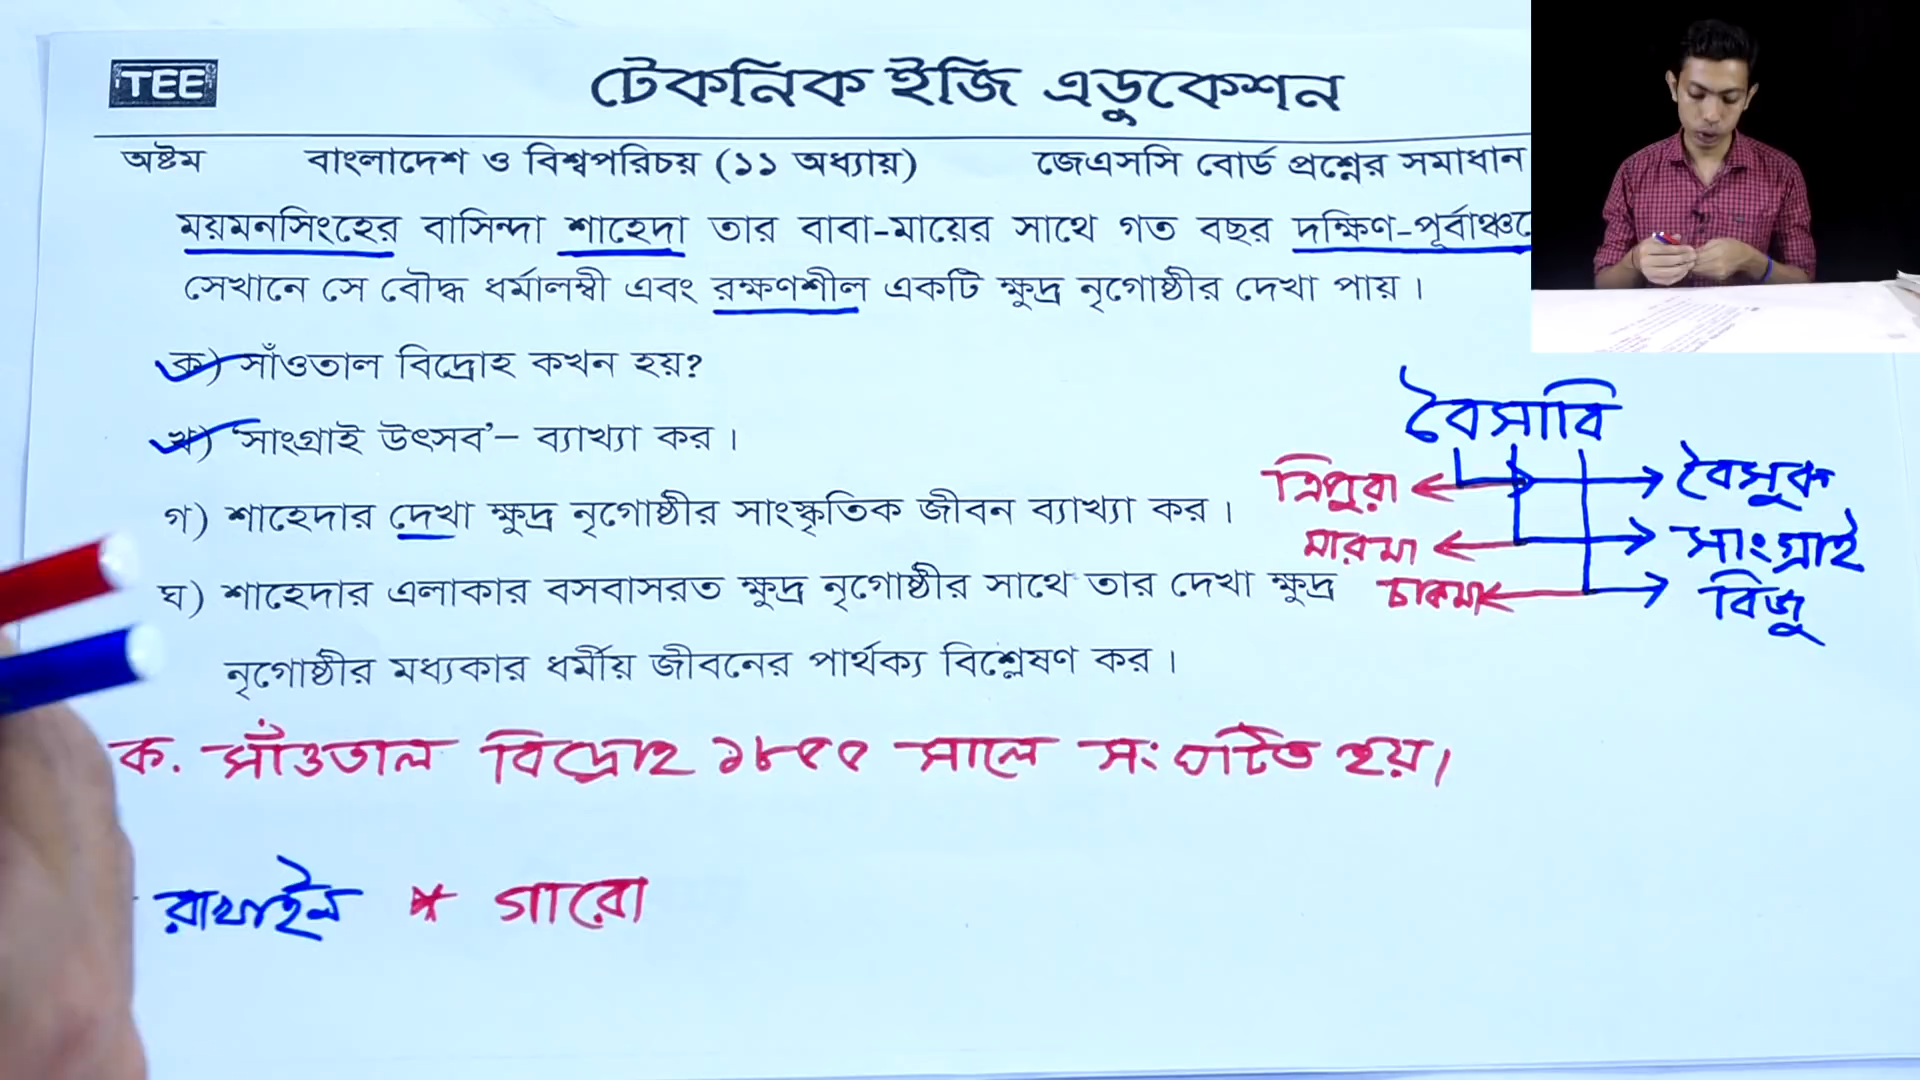 TEE
টেকনিক ইজি এডুকেশন
অষ্টম বাংলাদেশ ও বিশ্বপরিচয় (১১ অধ্যায়) জেএসসি বোর্ড প্রশ্নের সমাধান
ময়মনসিংহের বাসিন্দা শাহেদা তার বাবা-মায়ের সাথে গত বছর দক্ষিণ-পূর্বাঞ্চলে
সেখানে সে বৌদ্ধ ধর্মালম্বী এবং রক্ষণশীল একটি ক্ষুদ্র নৃগোষ্ঠীর দেখা পায়।
ক) সাঁওতাল বিদ্রোহ কখন হয়?
খ) ‘সাংগ্রাই উৎসব’– ব্যাখ্যা কর।
গ) শাহেদার দেখা ক্ষুদ্র নৃগোষ্ঠীর সাংস্কৃতিক জীবন ব্যাখ্যা কর।
ঘ) শাহেদার এলাকার বসবাসরত ক্ষুদ্র নৃগোষ্ঠীর সাথে তার দেখা ক্ষুদ্র
নৃগোষ্ঠীর মধ্যকার ধর্মীয় জীবনের পার্থক্য বিশ্লেষণ কর।
বৈসাবি
ত্রিপুরা বৈসুক
মারমা সাংগ্রাই
চাকমা বিজু
ক. সাঁওতাল বিদ্রোহ ১৮৫৫ সালে সংঘটিত হয়।
রাখাইন * গারো